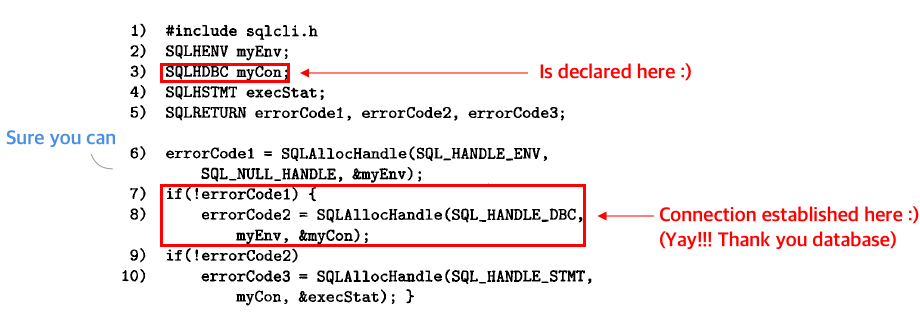 1) #include sqlcli.h
2) SQLHENV myEnv;
3) SQLHDBC myCon;
Is declared here :)
4) SQLHSTMT execStat;
5) SQLRETURN errorCode1, errorCode2, errorCode3;
Sure you can
6) errorCode1 = SQLAllocHandle(SQL_HANDLE_ENV,
SQL_NULL_HANDLE, &myEnv);
7) if(!errorCode1) {
8) errorCode2 = SQLAllocHandle(SQL_HANDLE_DBC,
myEnv, &myCon);
Connection established here :)
(Yay!!! Thank you database)
9) if(!errorCode2)
10) errorCode3 = SQLAllocHandle(SQL_HANDLE_STMT,
myCon, &execStat); }